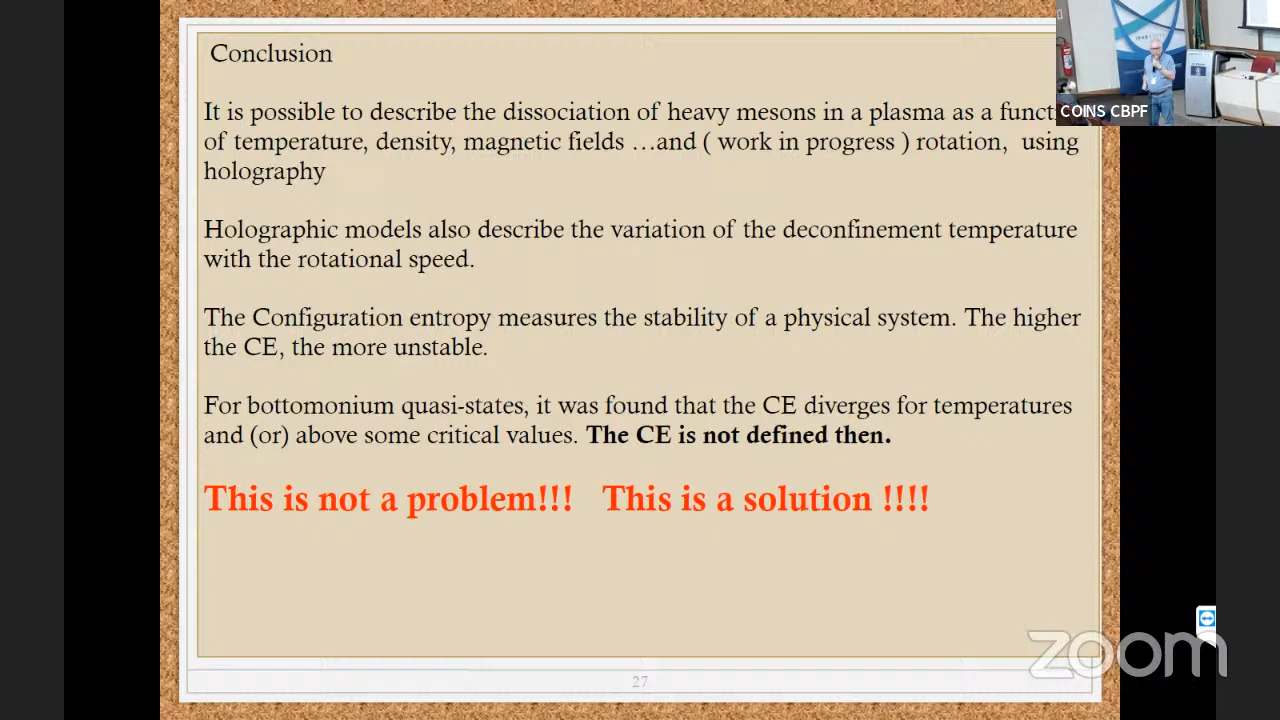 Conclusion
It is possible to describe the dissociation of heavy mesons in a plasma as a functi
of temperature, density, magnetic fields …and ( work in progress ) rotation, using
holography
Holographic models also describe the variation of the deconfinement temperature
with the rotational speed.
The Configuration entropy measures the stability of a physical system. The higher
the CE, the more unstable.
For bottomonium quasi-states, it was found that the CE diverges for temperatures
and (or) above some critical values. The CE is not defined then.
This is not a problem!!! This is a solution !!!!
27
COINS CBPF
zoom